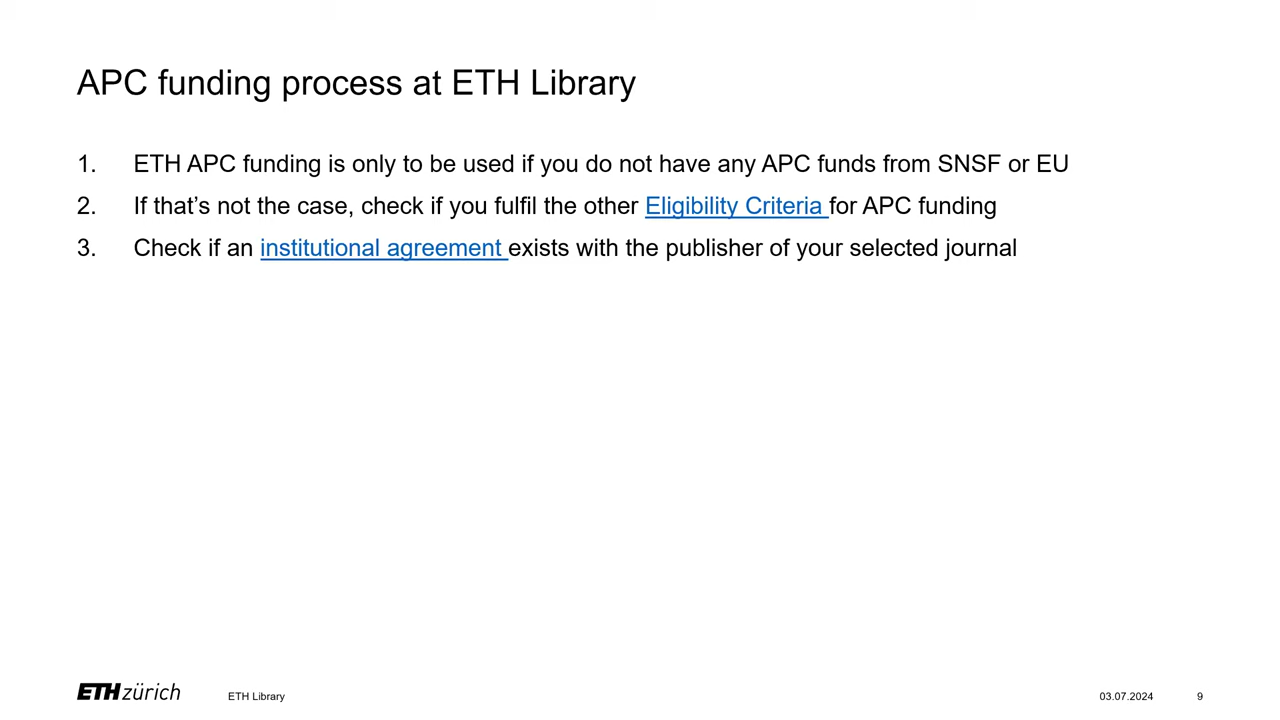 APC funding process at ETH Library
1. ETH APC funding is only to be used if you do not have any APC funds from SNSF or EU
2. If that’s not the case, check if you fulfil the other Eligibility Criteria for APC funding
3. Check if an institutional agreement exists with the publisher of your selected journal
ETH zürich ETH Library 03.07.2024 9